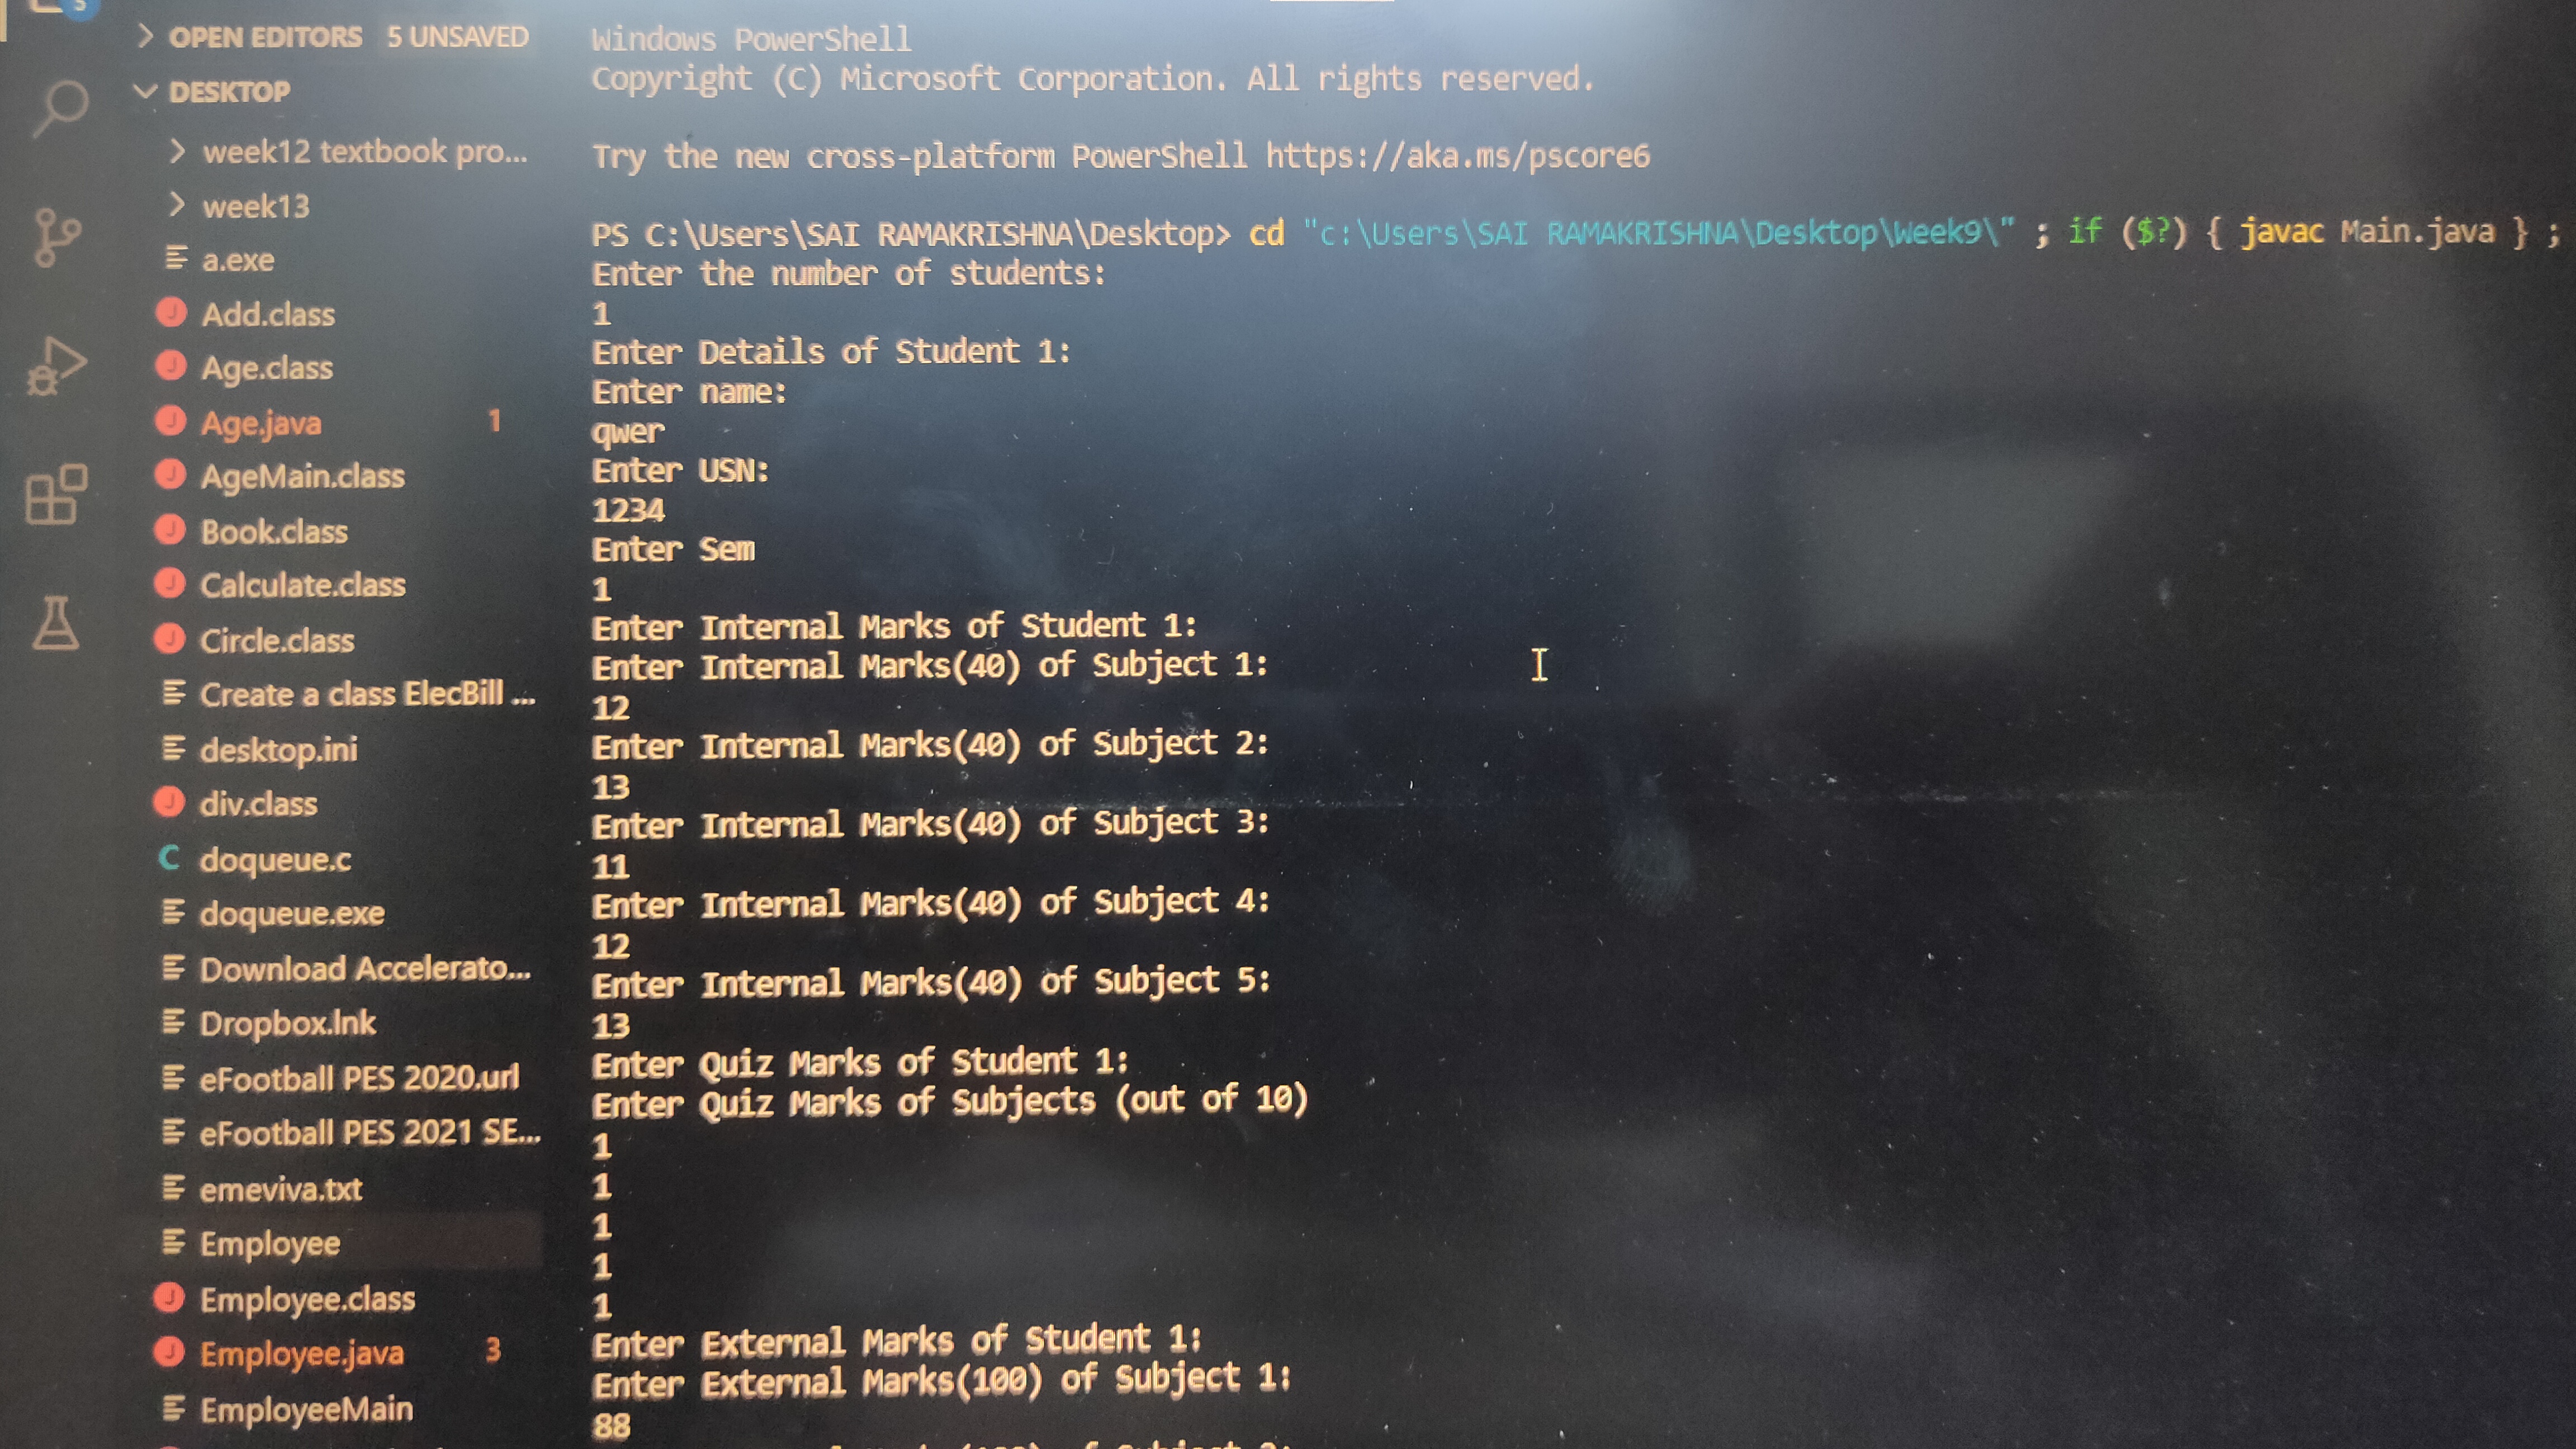 5
OPEN EDITORS 5 UNSAVED
DESKTOP
week12 textbook pro...
week13
a.exe
Add.class
Age.class
Age.java 1
AgeMain.class
Book.class
Calculate.class
Circle.class
Create a class ElecBill ...
desktop.ini
div.class
C doqueue.c
doqueue.exe
Download Accelerato...
Dropbox.lnk
eFootball PES 2020.url
eFootball PES 2021 SE...
emeviva.txt
Employee
Employee.class
Employee.java 3
EmployeeMain
Windows PowerShell
Copyright (C) Microsoft Corporation. All rights reserved.
Try the new cross-platform PowerShell https://aka.ms/pscore6
PS C:\Users\SAI RAMAKRISHNA\Desktop> cd "c:\Users\SAI RAMAKRISHNA\Desktop\Week9\" ; if ($?) { javac Main.java } ;
Enter the number of students:
1
Enter Details of Student 1:
Enter name:
qwer
Enter USN:
1234
Enter Sem
1
Enter Internal Marks of Student 1:
Enter Internal Marks(40) of Subject 1:
12
Enter Internal Marks(40) of Subject 2:
13
Enter Internal Marks(40) of Subject 3:
11
Enter Internal Marks(40) of Subject 4:
12
Enter Internal Marks(40) of Subject 5:
13
Enter Quiz Marks of Student 1:
Enter Quiz Marks of Subjects (out of 10)
1
1
1
1
1
Enter External Marks of Student 1:
Enter External Marks(100) of Subject 1:
88